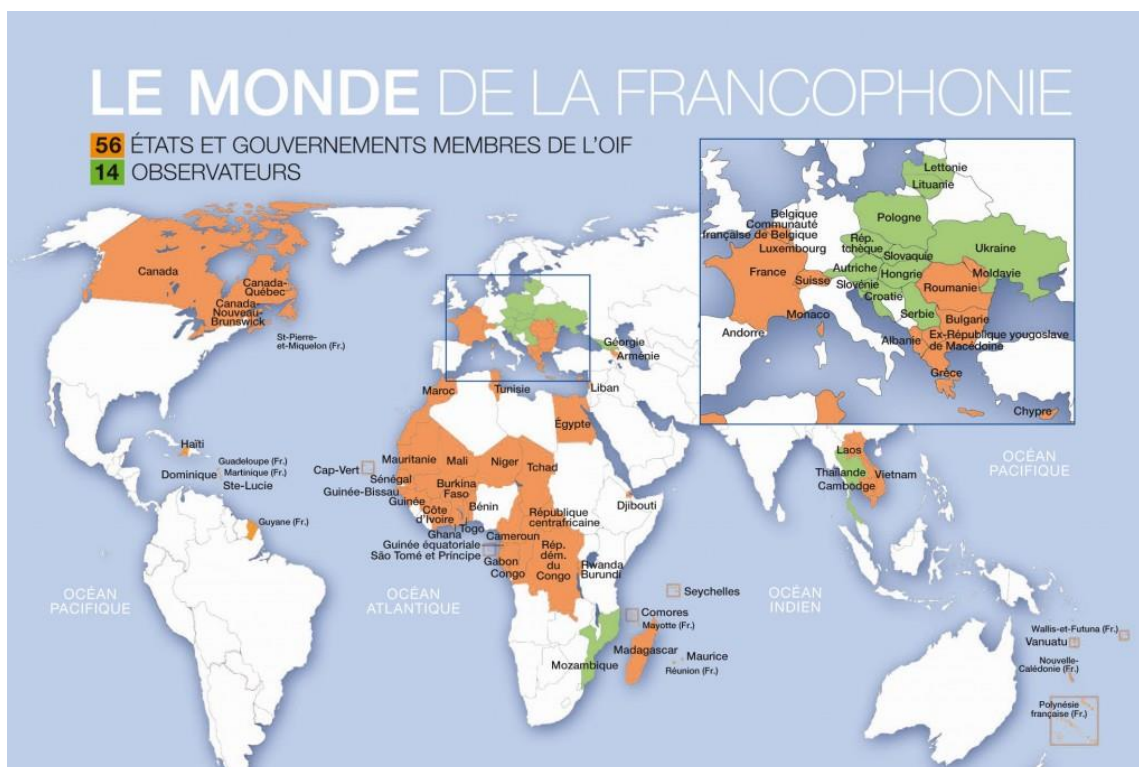 LE MONDE DE LA FRANCOPHONIE
56 ÉTATS ET GOUVERNEMENTS MEMBRES DE L'OIF
14 OBSERVATEURS
Lettonie
Lituanie
Belgique
Communauté
française de Belgique
Pologne
Luxembourg
Rép.
tchèque
Slovaquie
Ukraine
France
Suisse
Autriche
Hongrie
Moldavie
Slovénie
Roumanie
Croatie
Serbie
Monaco
Bulgarie
Andorre
Albanie
Ex-République yougoslave
de Macédoine
Grèce
Chypre
Canada
Canada-
Québec
Canada-
Nouveau-
Brunswick
St-Pierre-
et-Miquelon (Fr.)
Géorgie
Arménie
Maroc
Tunisie
Liban
Égypte
Haïti
Guadeloupe (Fr.)
Martinique (Fr.)
Dominique
Ste-Lucie
Guyane (Fr.)
Cap-Vert
Mauritanie
Mali
Niger
Tchad
Sénégal
Guinée-Bissau
Burkina
Faso
Guinée
Côte
d'Ivoire
Bénin
République
centrafricaine
Djibouti
Togo
Ghana
Cameroun
Guinée équatoriale
São Tomé et Príncipe
Gabon
Congo
Rép.
dém.
du
Congo
Rwanda
Burundi
Laos
Thaïlande
Vietnam
Cambodge
OCÉAN
PACIFIQUE
OCÉAN
PACIFIQUE
OCÉAN
ATLANTIQUE
OCÉAN
INDIEN
Seychelles
Comores
Mayotte (Fr.)
Madagascar
Maurice
Réunion (Fr.)
Mozambique
Wallis-et-Futuna (Fr.)
Vanuatu
Nouvelle-
Calédonie (Fr.)
Polynésie
française (Fr.)